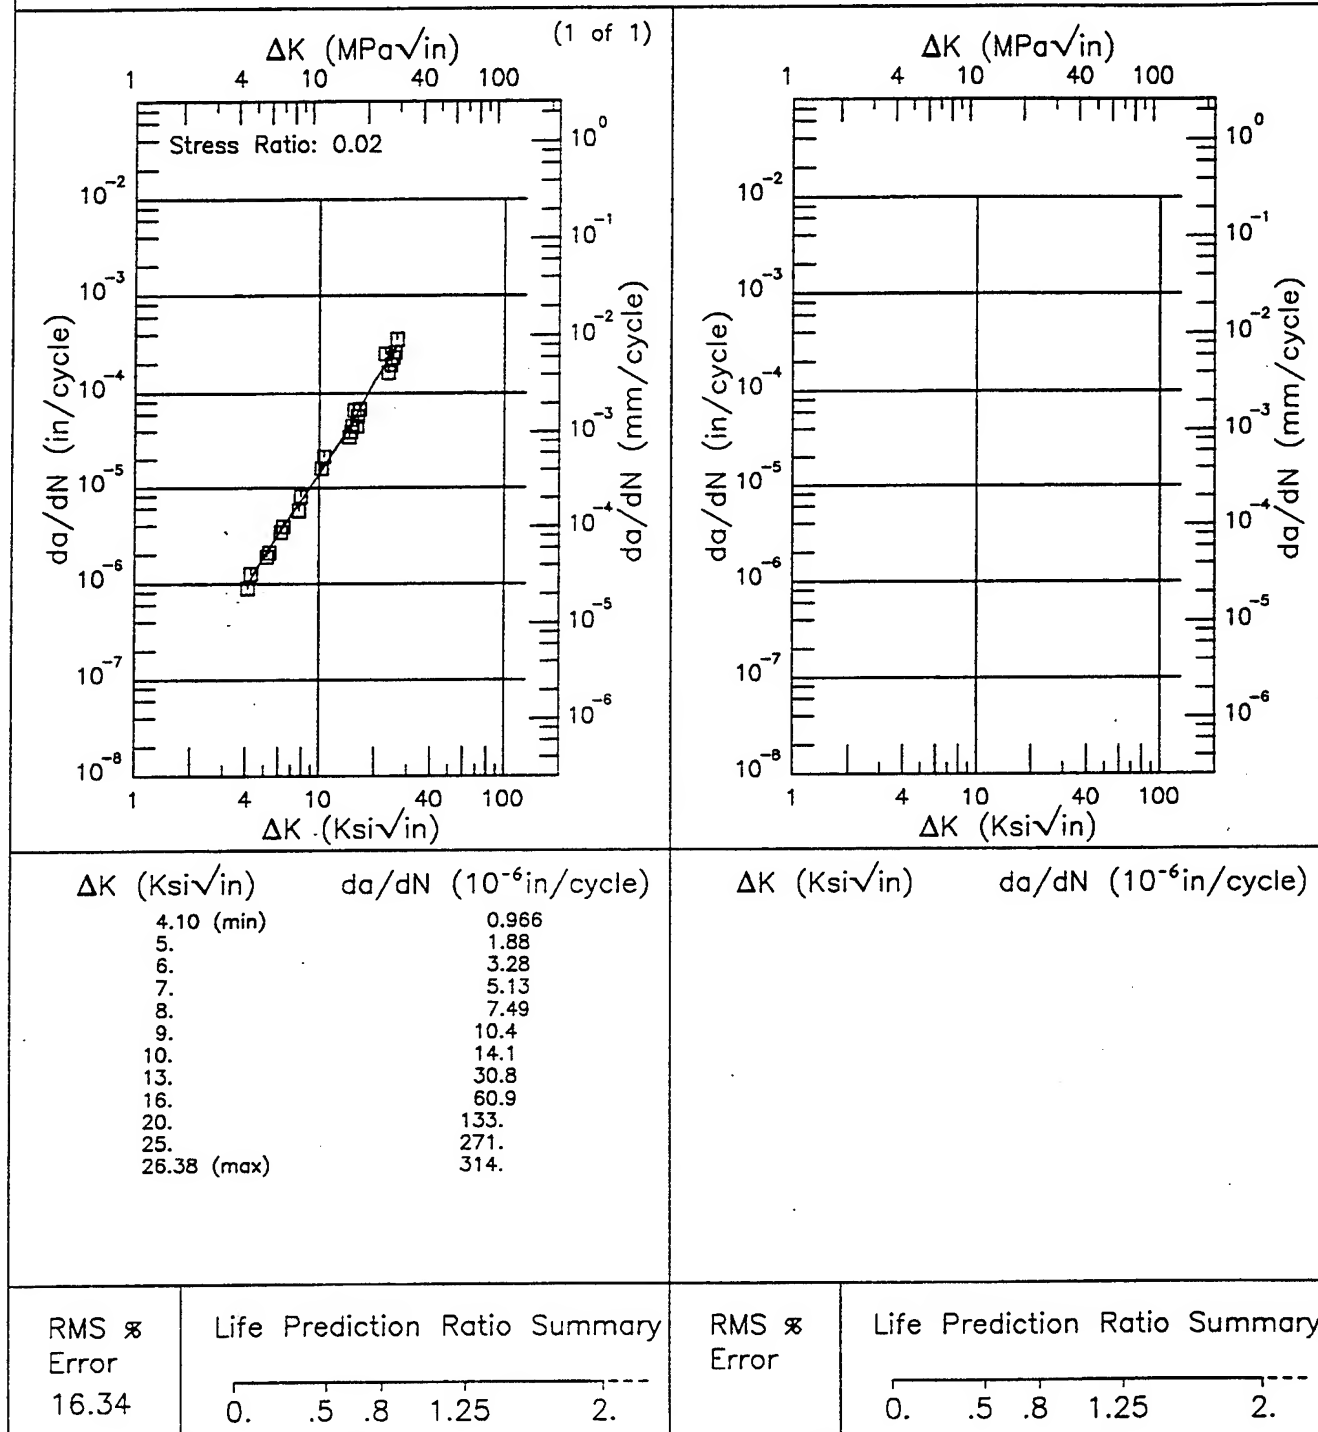 (1 of 1)
ΔK (MPa√in)
1 4 10 40 100
Stress Ratio: 0.02
da/dN (in/cycle)
10⁻²
10⁻³
10⁻⁴
10⁻⁵
10⁻⁶
10⁻⁷
10⁻⁸
10⁰
10⁻¹
10⁻²
10⁻³
10⁻⁴
10⁻⁵
10⁻⁶
da/dN (mm/cycle)
1 4 10 40 100
ΔK (Ksi√in)
ΔK (MPa√in)
1 4 10 40 100
da/dN (in/cycle)
10⁻²
10⁻³
10⁻⁴
10⁻⁵
10⁻⁶
10⁻⁷
10⁻⁸
10⁰
10⁻¹
10⁻²
10⁻³
10⁻⁴
10⁻⁵
10⁻⁶
da/dN (mm/cycle)
1 4 10 40 100
ΔK (Ksi√in)
ΔK (Ksi√in) da/dN (10⁻⁶in/cycle)
4.10 (min) 0.966
5. 1.88
6. 3.28
7. 5.13
8. 7.49
9. 10.4
10. 14.1
13. 30.8
16. 60.9
20. 133.
25. 271.
26.38 (max) 314.
ΔK (Ksi√in) da/dN (10⁻⁶in/cycle)
RMS %
Error
16.34
Life Prediction Ratio Summary
0. .5 .8 1.25 2.
RMS %
Error
Life Prediction Ratio Summary
0. .5 .8 1.25 2.